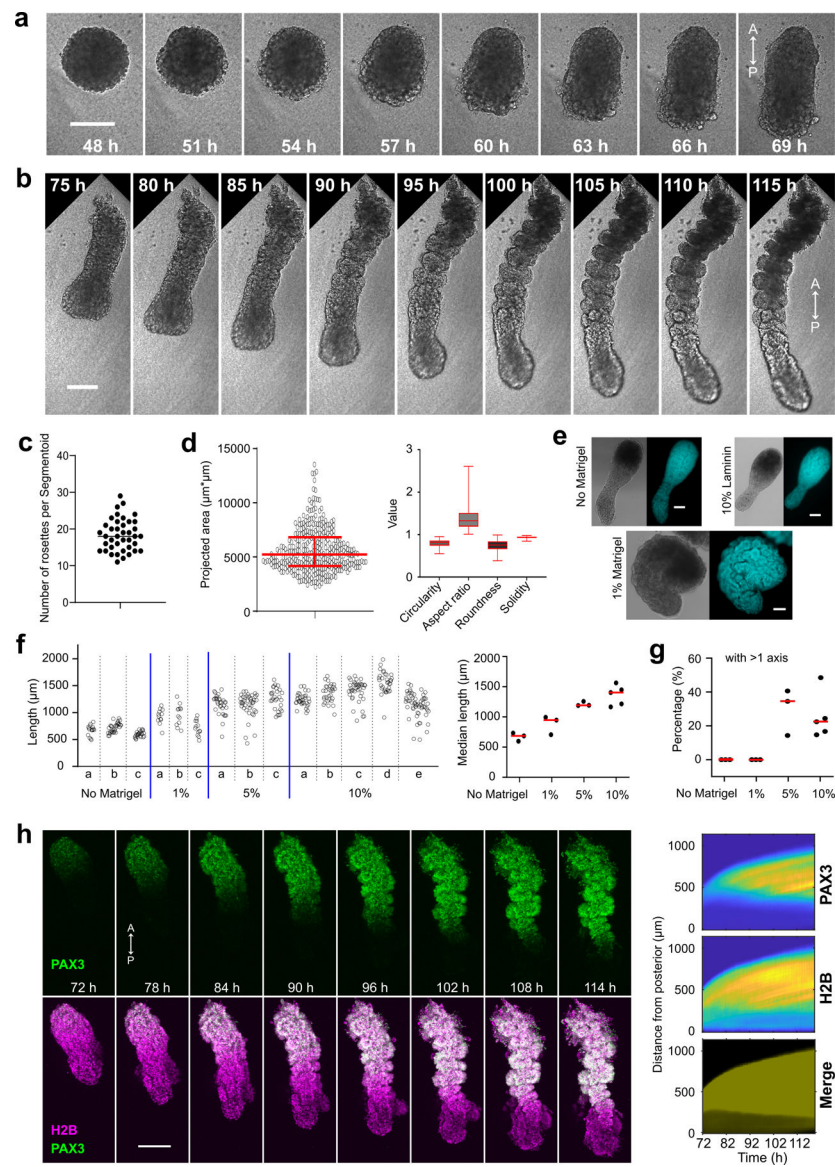 a
48 h 51 h 54 h 57 h 60 h 63 h 66 h 69 h
A
P
b
75 h 80 h 85 h 90 h 95 h 100 h 105 h 110 h 115 h
A
P
c
Number of rosettes per Segmentoid
40
30
20
10
0
d
Projected area (µm*µm)
15000
10000
5000
0
Value
3
2
1
0
Circularity
Aspect ratio
Roundness
Solidity
e
No Matrigel
10% Laminin
1% Matrigel
f
Length (µm)
2000
1500
1000
500
0
a b c a b c a b c a b c d e
No Matrigel 1% 5% 10%
Median length (µm)
2000
1500
1000
500
0
No Matrigel 1% 5% 10%
g
with >1 axis
Percentage (%)
60
40
20
0
No Matrigel 1% 5% 10%
h
A
P
PAX3
72 h 78 h 84 h 90 h 96 h 102 h 108 h 114 h
H2B
PAX3
Distance from posterior (µm)
1000
500
0
PAX3
1000
500
0
H2B
1000
500
0
Merge
72 82 92 102 112
Time (h)